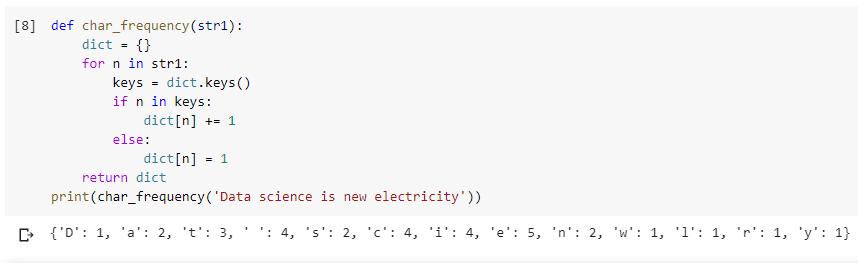 [8] def char_frequency(str1):
    dict = {}
    for n in str1:
        keys = dict.keys()
        if n in keys:
            dict[n] += 1
        else:
            dict[n] = 1
    return dict
print(char_frequency('Data science is new electricity'))
{'D': 1, 'a': 2, 't': 3, ' ': 4, 's': 2, 'c': 4, 'i': 4, 'e': 5, 'n': 2, 'w': 1, 'l': 1, 'r': 1, 'y': 1}